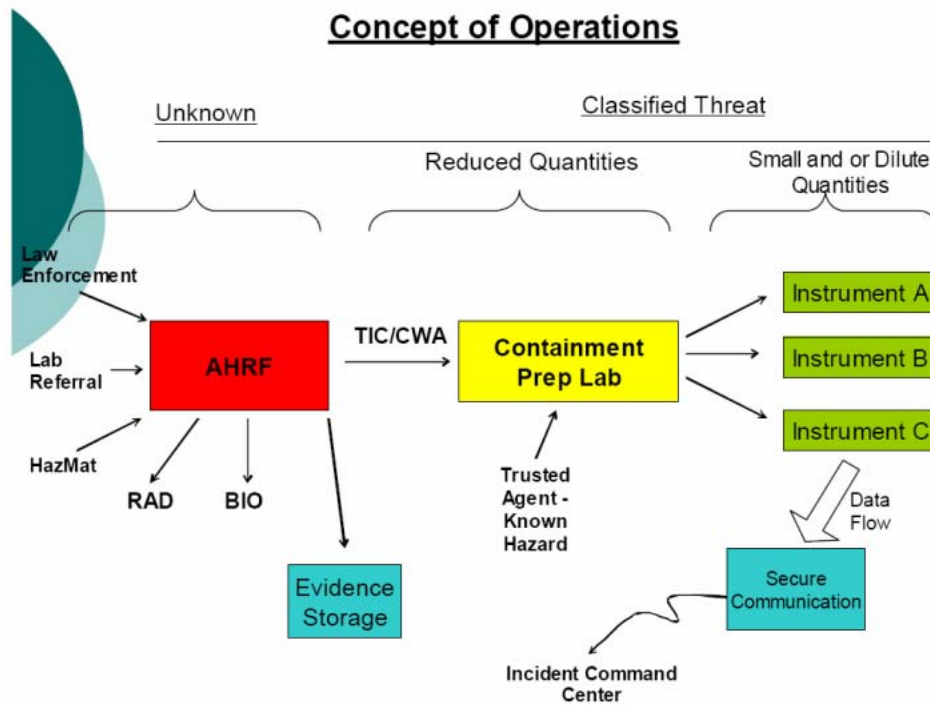 Concept of Operations
Unknown
Classified Threat
Reduced Quantities
Small and or Dilute
Quantities
Law
Enforcement
Lab
Referral
HazMat
AHRF
RAD
BIO
Evidence
Storage
TIC/CWA
Containment
Prep Lab
Trusted
Agent -
Known
Hazard
Instrument A
Instrument B
Instrument C
Data
Flow
Secure
Communication
Incident Command
Center